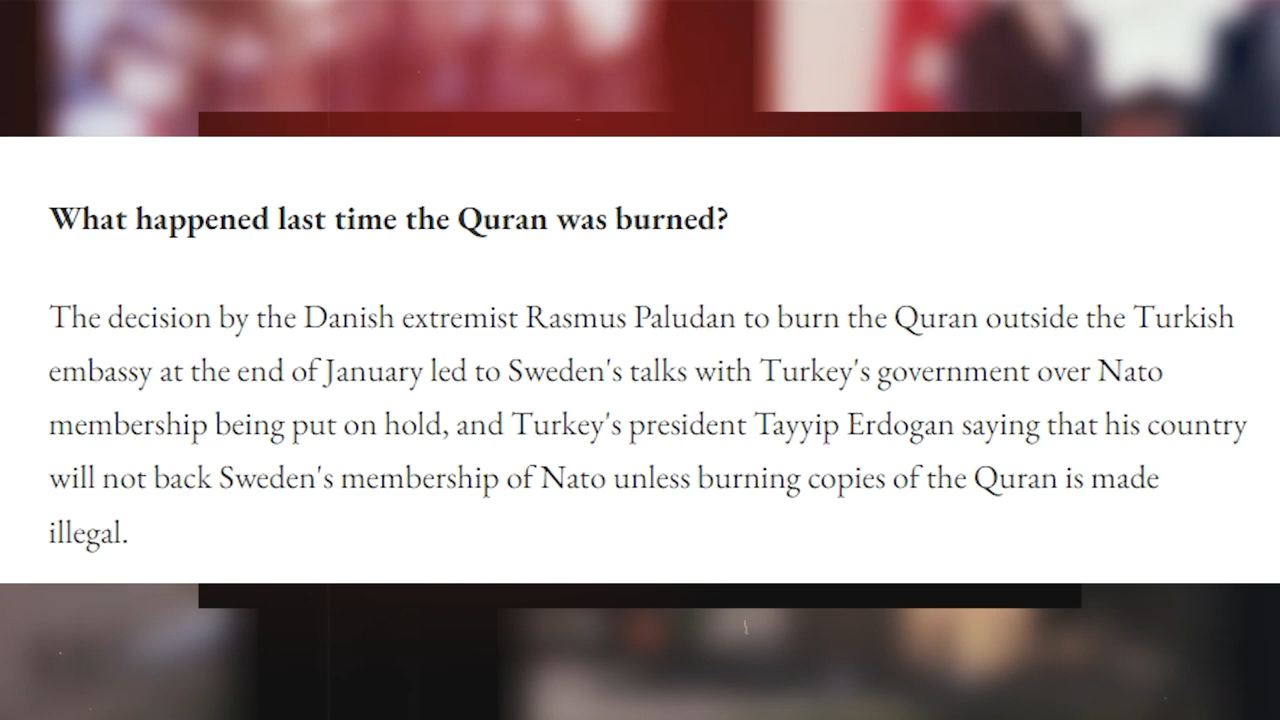 What happened last time the Quran was burned?
The decision by the Danish extremist Rasmus Paludan to burn the Quran outside the Turkish
embassy at the end of January led to Sweden's talks with Turkey's government over Nato
membership being put on hold, and Turkey's president Tayyip Erdogan saying that his country
will not back Sweden's membership of Nato unless burning copies of the Quran is made
illegal.